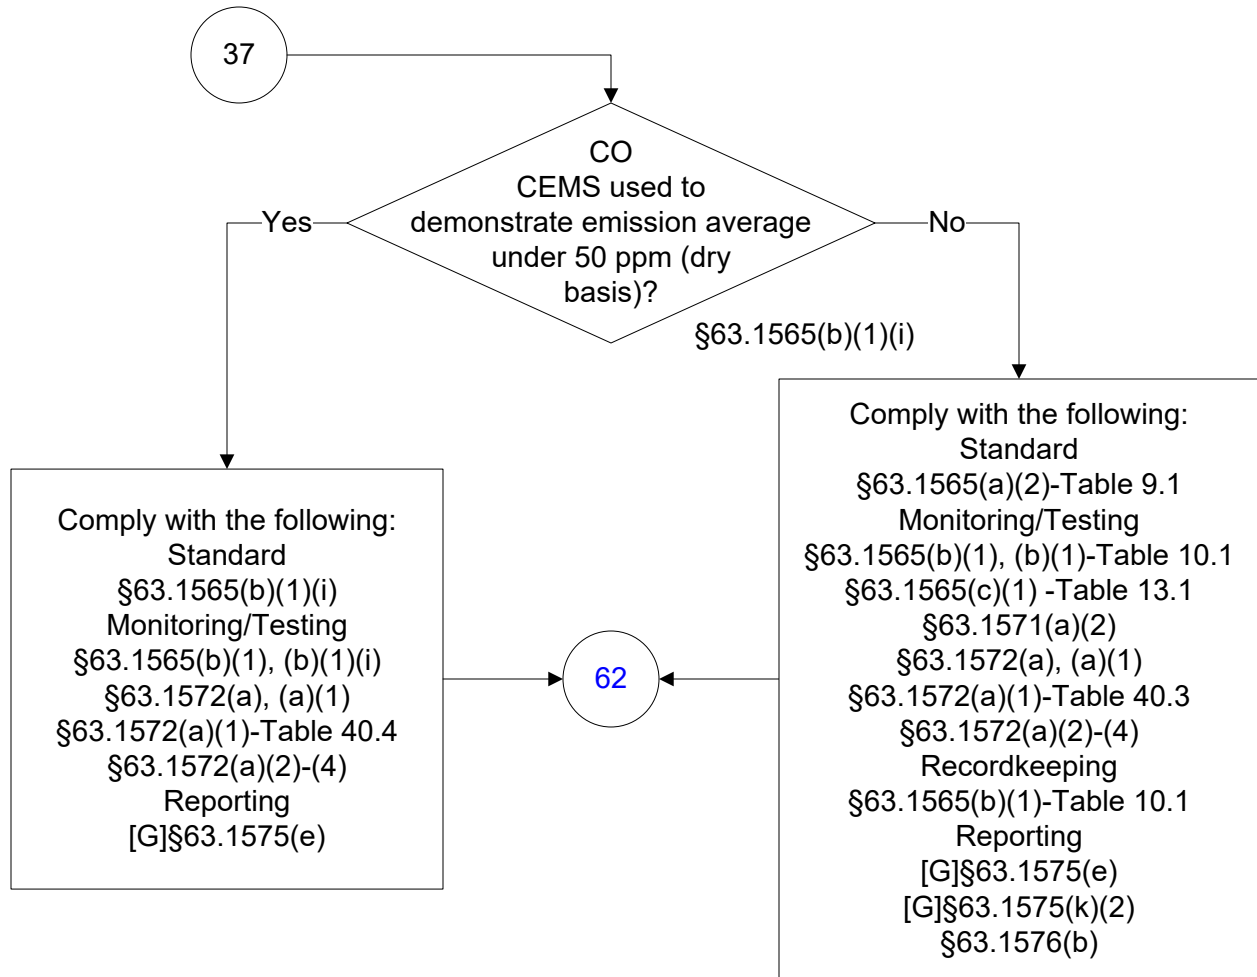 37
CO
CEMS used to
demonstrate emission average
under 50 ppm (dry
basis)?
Yes
No
§63.1565(b)(1)(i)
Comply with the following:
Standard
§63.1565(b)(1)(i)
Monitoring/Testing
§63.1565(b)(1), (b)(1)(i)
§63.1572(a), (a)(1)
§63.1572(a)(1)-Table 40.4
§63.1572(a)(2)-(4)
Reporting
[G]§63.1575(e)
62
Comply with the following:
Standard
§63.1565(a)(2)-Table 9.1
Monitoring/Testing
§63.1565(b)(1), (b)(1)-Table 10.1
§63.1565(c)(1) -Table 13.1
§63.1571(a)(2)
§63.1572(a), (a)(1)
§63.1572(a)(1)-Table 40.3
§63.1572(a)(2)-(4)
Recordkeeping
§63.1565(b)(1)-Table 10.1
Reporting
[G]§63.1575(e)
[G]§63.1575(k)(2)
§63.1576(b)